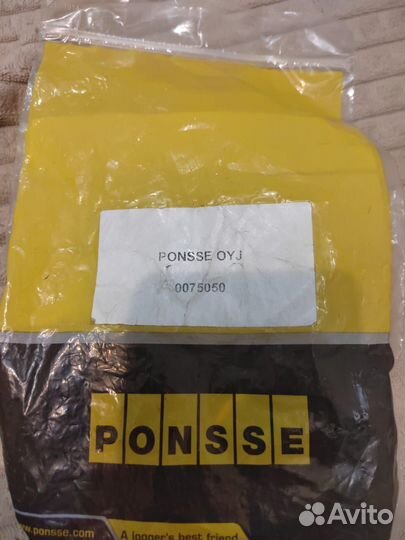 PONSSE OYJ
0075050
PONSSE
www.ponsse.com
A logger's best friend
Avito